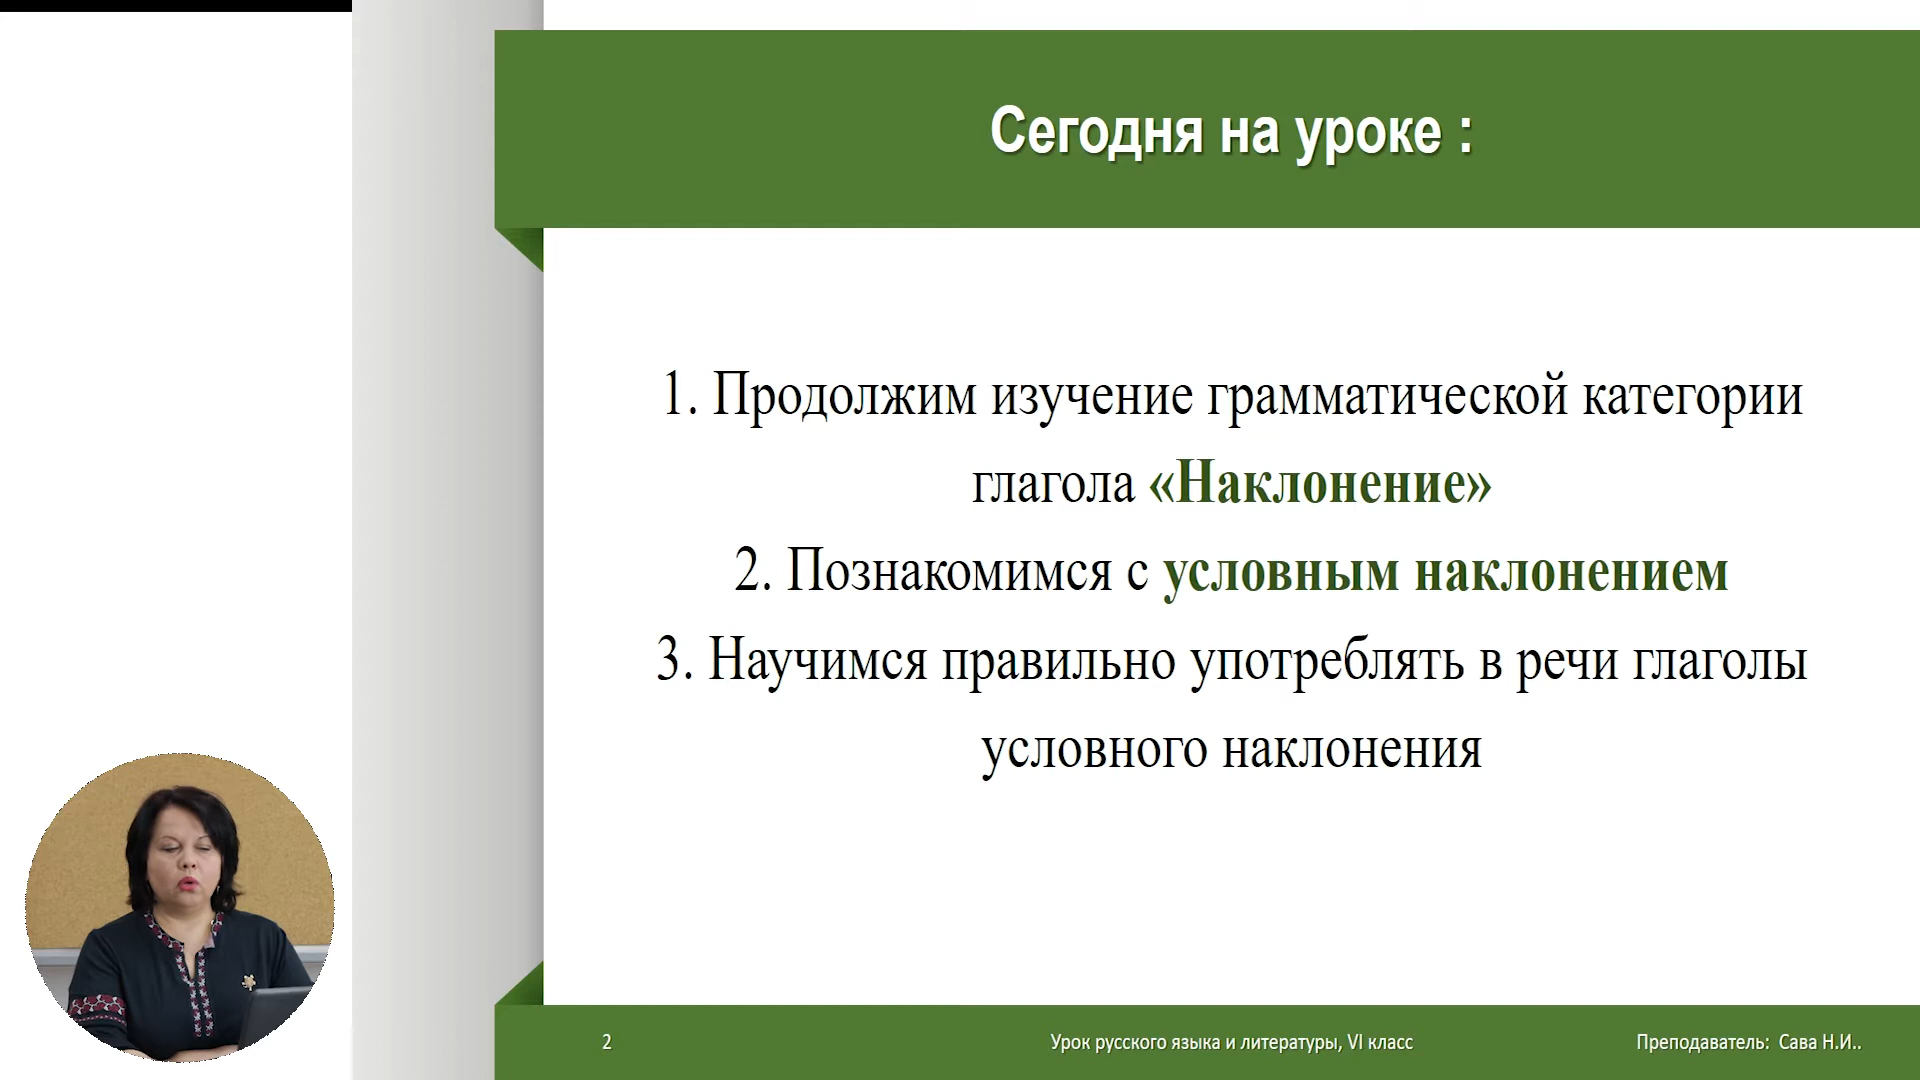 Сегодня на уроке :
1. Продолжим изучение грамматической категории
глагола «Наклонение»
2. Познакомимся с условным наклонением
3. Научимся правильно употреблять в речи глаголы
условного наклонения
2
Урок русского языка и литературы, VI класс
Преподаватель: Сава Н.И..